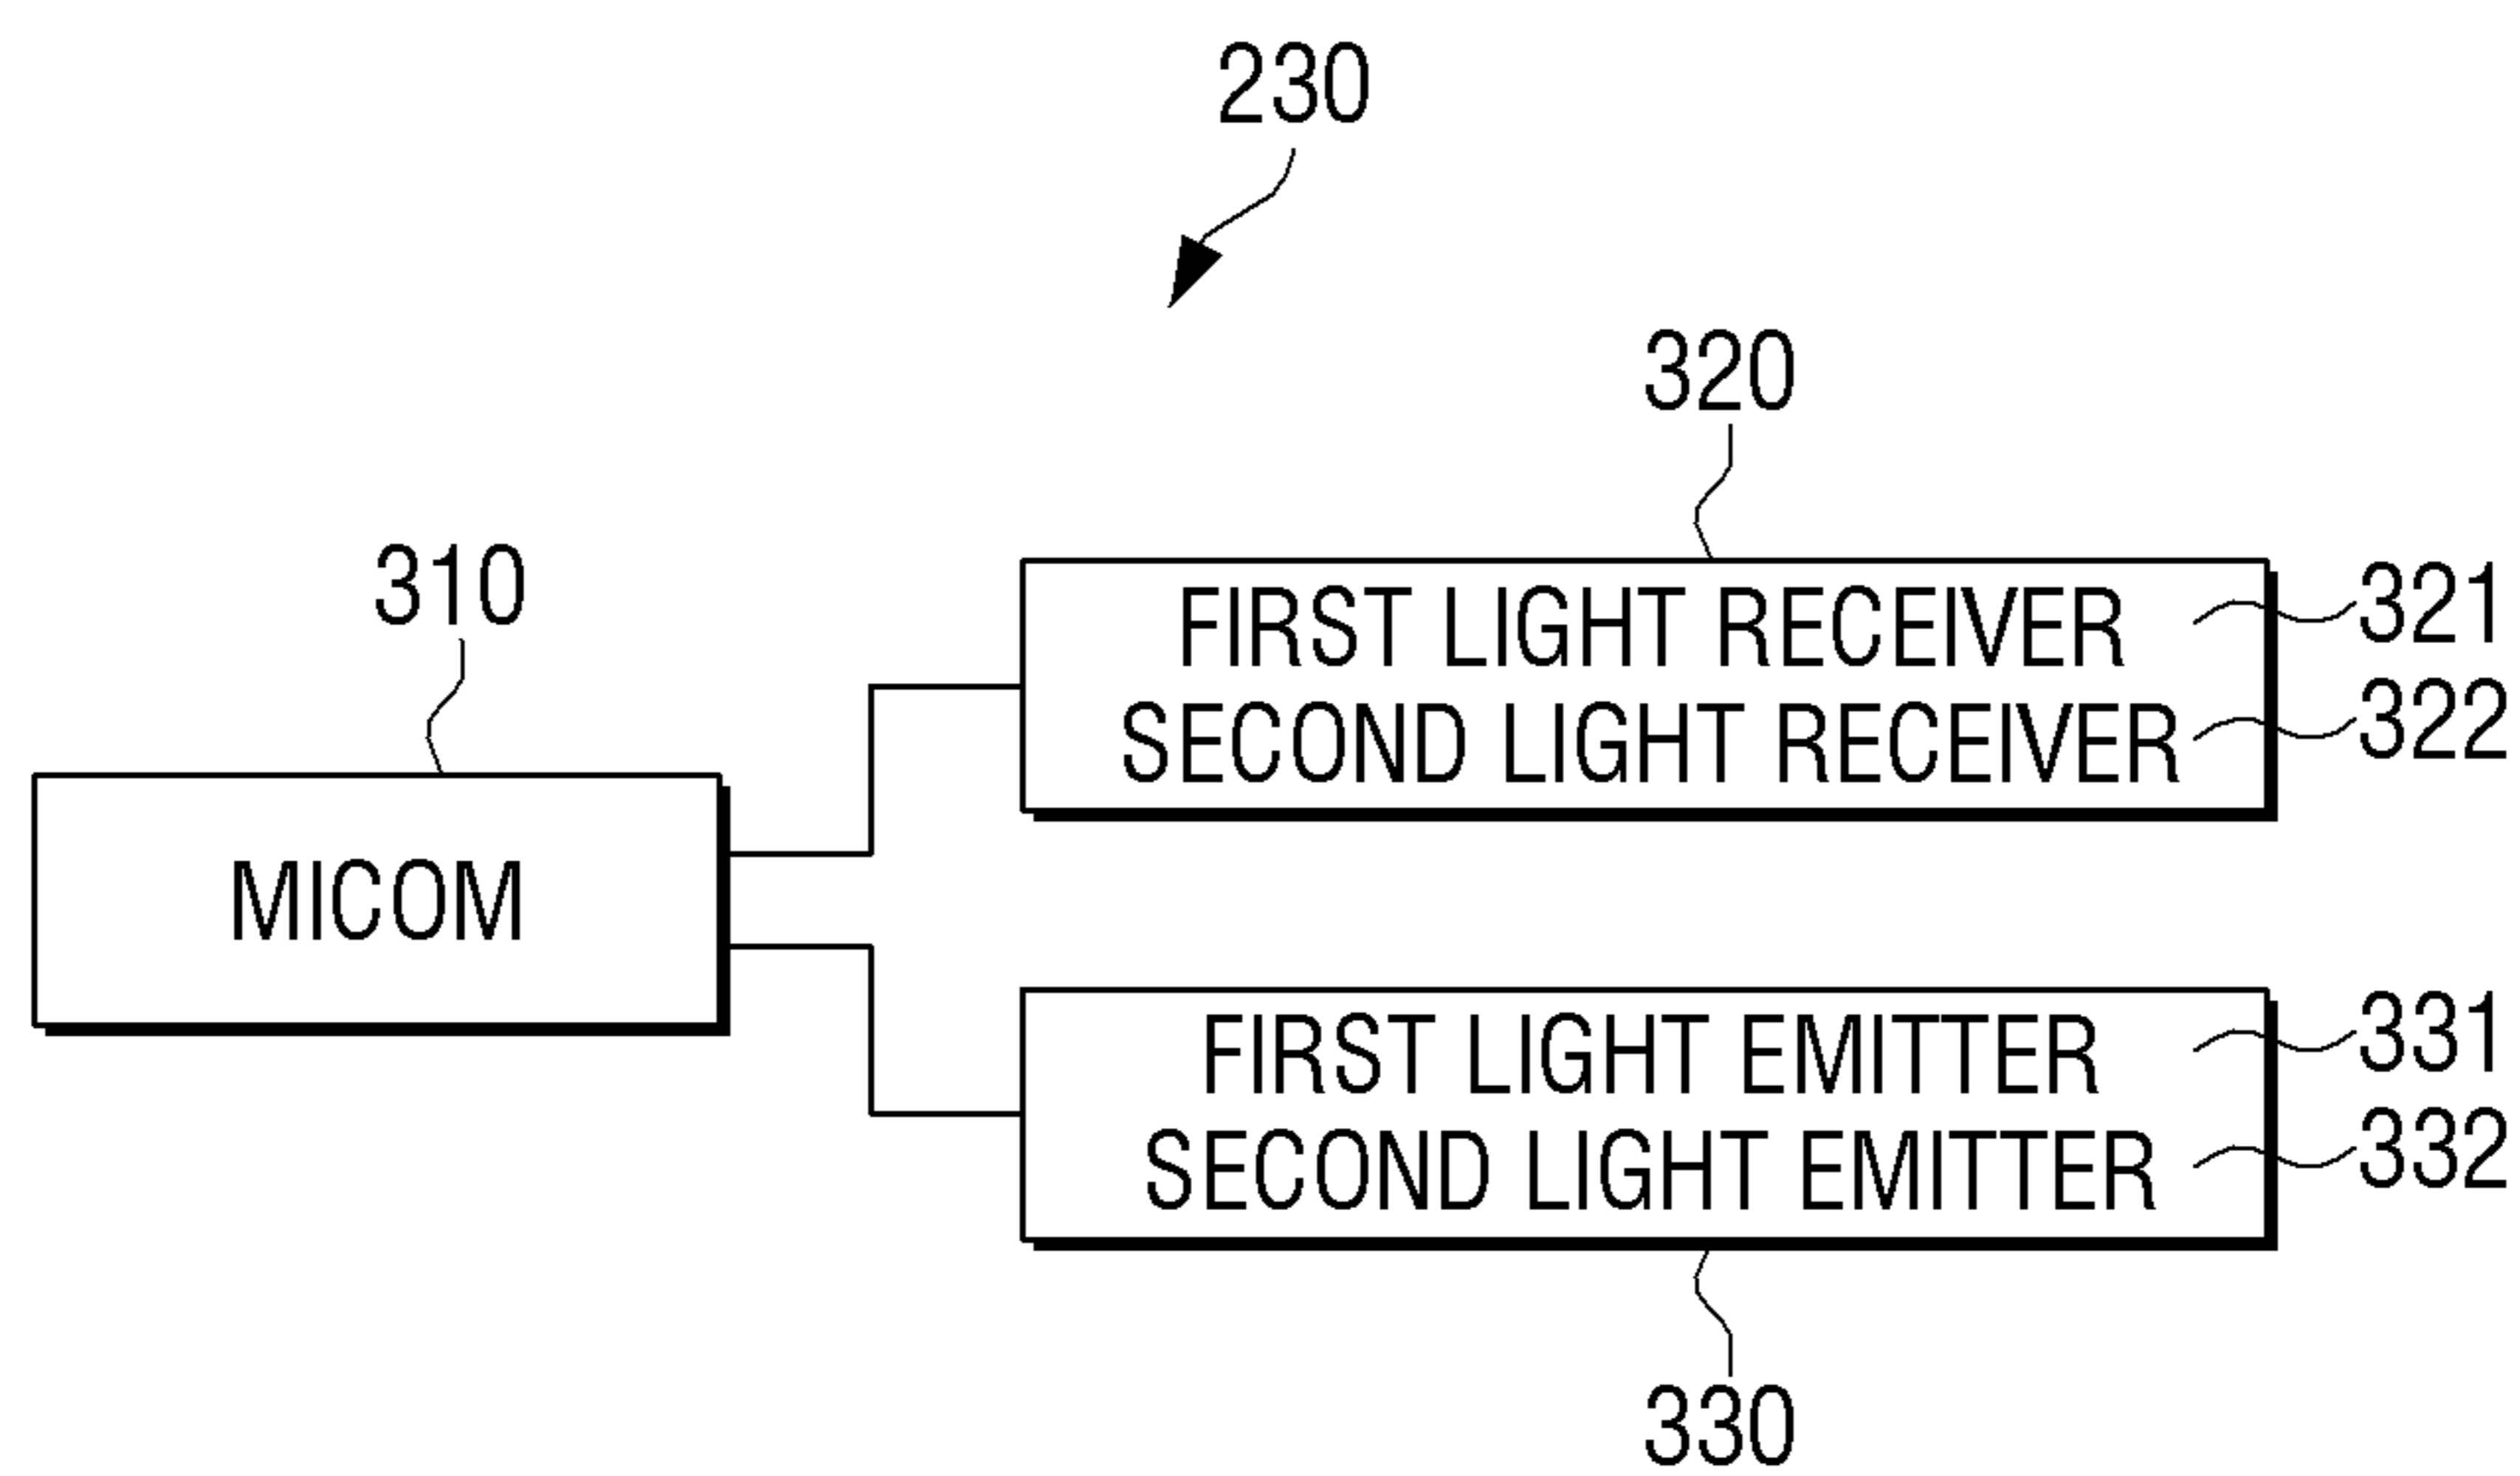 230
320
310
FIRST LIGHT RECEIVER 321
SECOND LIGHT RECEIVER 322
MICOM
FIRST LIGHT EMITTER 331
SECOND LIGHT EMITTER 332
330